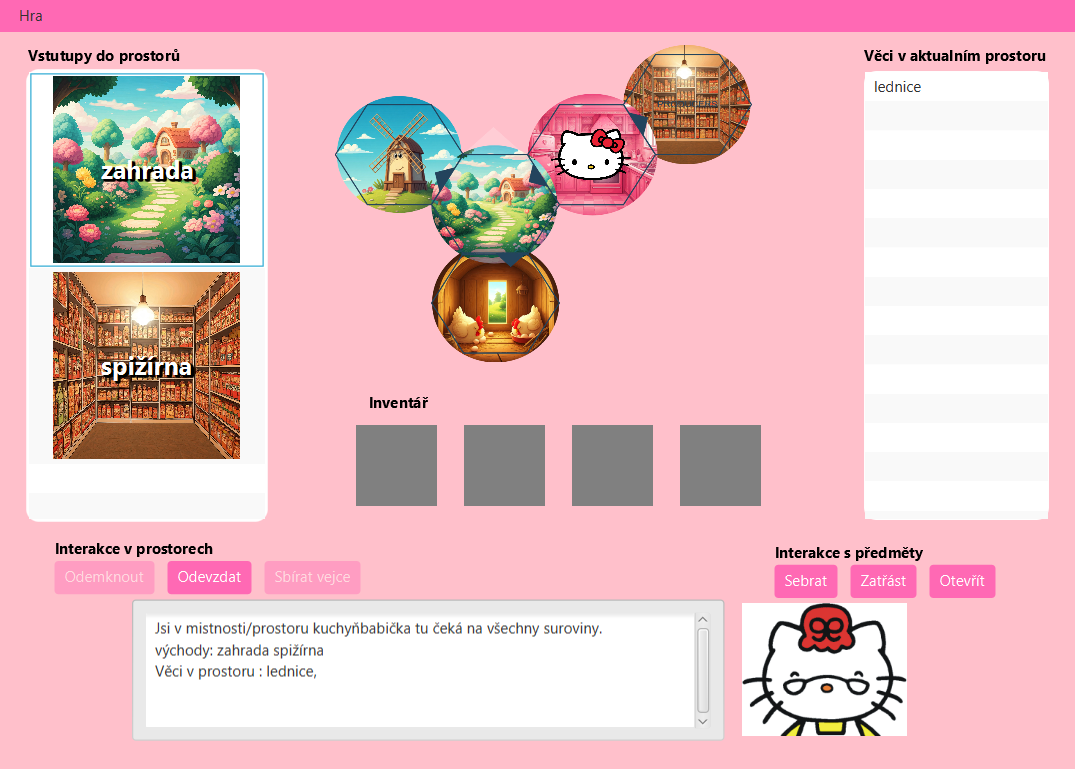 Hra
Vstutupy do prostorů
Věci v aktualním prostoru
zahrada
spižírna
lednice
Inventář
Interakce v prostorech
Odemknout
Odevzdat
Sbírat vejce
Interakce s předměty
Sebrat
Zatřást
Otevřít
Jsi v mistnosti/prostoru kuchyňbabička tu čeká na všechny suroviny.
východy: zahrada spižírna
Věci v prostoru : lednice,